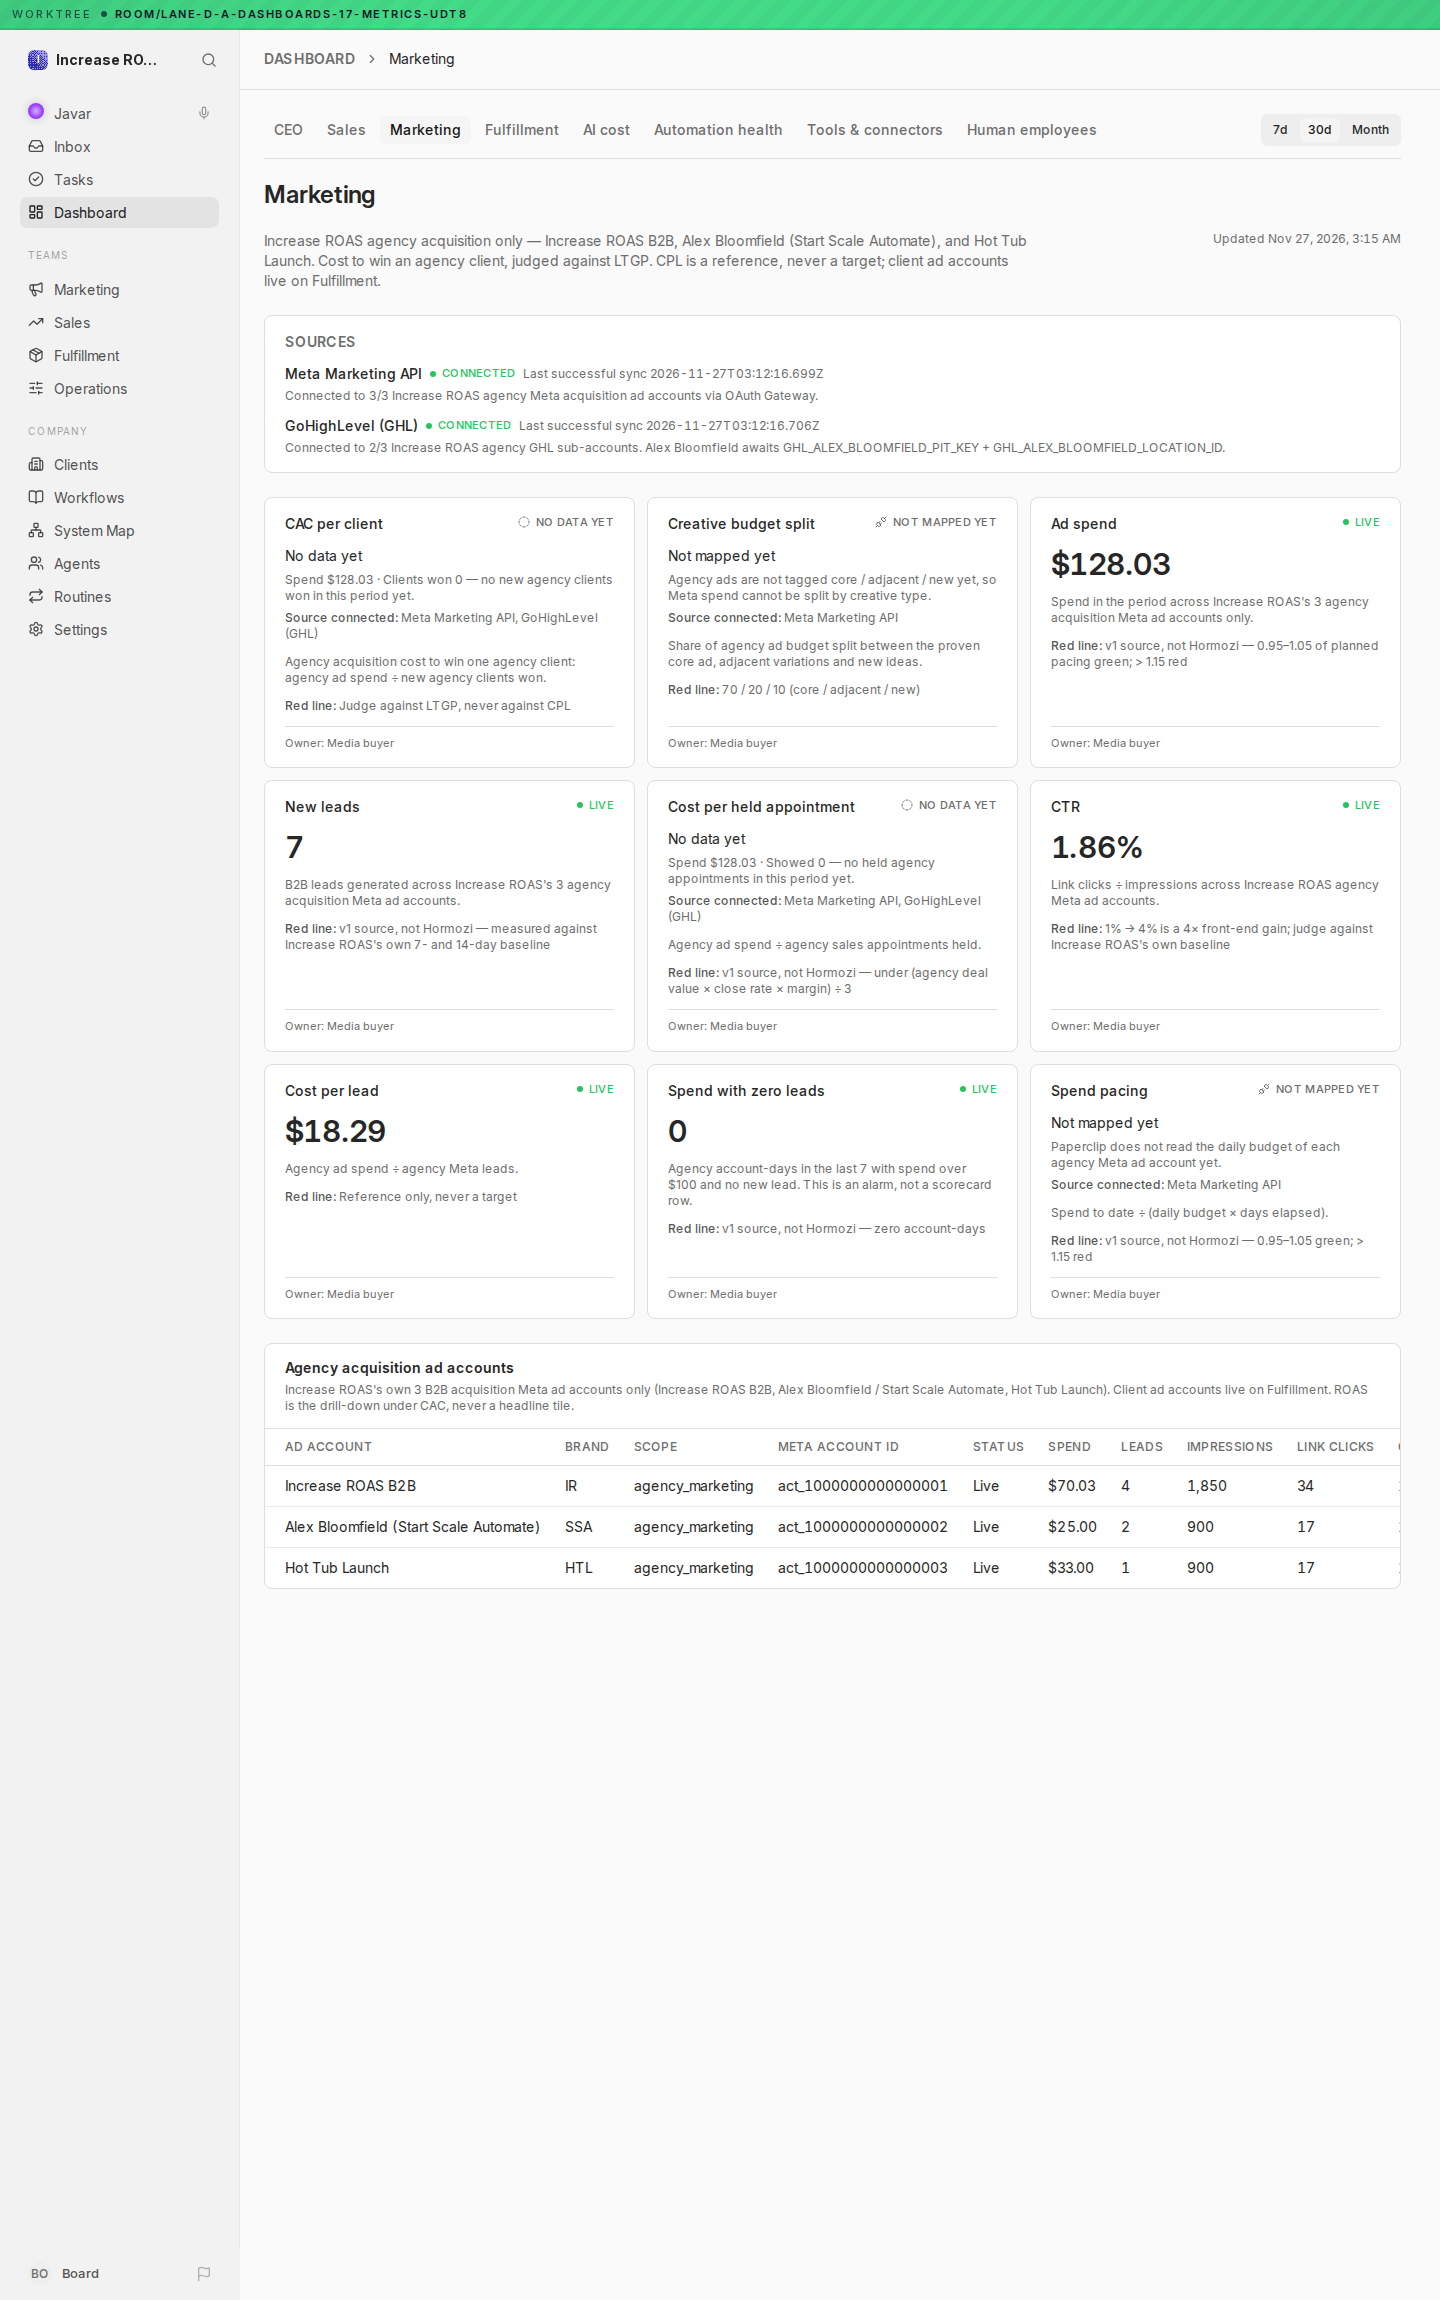 WORKTREE ROOM/LANE-D-A-DASHBOARDS-17-METRICS-UDT8
Increase RO...
Javar
Inbox
Tasks
Dashboard
TEAMS
Marketing
Sales
Fulfillment
Operations
COMPANY
Clients
Workflows
System Map
Agents
Routines
Settings
BO Board
DASHBOARD > Marketing
CEO Sales Marketing Fulfillment AI cost Automation health Tools & connectors Human employees 7d 30d Month
Marketing
Increase ROAS agency acquisition only — Increase ROAS B2B, Alex Bloomfield (Start Scale Automate), and Hot Tub
Launch. Cost to win an agency client, judged against LTGP. CPL is a reference, never a target; client ad accounts
live on Fulfillment.
Updated Nov 27, 2026, 3:15 AM
SOURCES
Meta Marketing API CONNECTED Last successful sync 2026-11-27T03:12:16.699Z
Connected to 3/3 Increase ROAS agency Meta acquisition ad accounts via OAuth Gateway.
GoHighLevel (GHL) CONNECTED Last successful sync 2026-11-27T03:12:16.706Z
Connected to 2/3 Increase ROAS agency GHL sub-accounts. Alex Bloomfield awaits GHL_ALEX_BLOOMFIELD_PIT_KEY + GHL_ALEX_BLOOMFIELD_LOCATION_ID.
CAC per client NO DATA YET
No data yet
Spend $128.03 · Clients won 0 — no new agency clients
won in this period yet.
Source connected: Meta Marketing API, GoHighLevel
(GHL)
Agency acquisition cost to win one agency client:
agency ad spend ÷ new agency clients won.
Red line: Judge against LTGP, never against CPL
Owner: Media buyer
Creative budget split NOT MAPPED YET
Not mapped yet
Agency ads are not tagged core / adjacent / new yet, so
Meta spend cannot be split by creative type.
Source connected: Meta Marketing API
Share of agency ad budget split between the proven
core ad, adjacent variations and new ideas.
Red line: 70 / 20 / 10 (core / adjacent / new)
Owner: Media buyer
Ad spend LIVE
$128.03
Spend in the period across Increase ROAS's 3 agency
acquisition Meta ad accounts only.
Red line: v1 source, not Hormozi — 0.95–1.05 of planned
pacing green; > 1.15 red
Owner: Media buyer
New leads LIVE
7
B2B leads generated across Increase ROAS's 3 agency
acquisition Meta ad accounts.
Red line: v1 source, not Hormozi — measured against
Increase ROAS's own 7- and 14-day baseline
Owner: Media buyer
Cost per held appointment NO DATA YET
No data yet
Spend $128.03 · Showed 0 — no held agency
appointments in this period yet.
Source connected: Meta Marketing API, GoHighLevel
(GHL)
Agency ad spend ÷ agency sales appointments held.
Red line: v1 source, not Hormozi — under (agency deal
value × close rate × margin) ÷ 3
Owner: Media buyer
CTR LIVE
1.86%
Link clicks ÷ impressions across Increase ROAS agency
Meta ad accounts.
Red line: 1% → 4% is a 4× front-end gain; judge against
Increase ROAS's own baseline
Owner: Media buyer
Cost per lead LIVE
$18.29
Agency ad spend ÷ agency Meta leads.
Red line: Reference only, never a target
Owner: Media buyer
Spend with zero leads LIVE
0
Agency account-days in the last 7 with spend over
$100 and no new lead. This is an alarm, not a scorecard
row.
Red line: v1 source, not Hormozi — zero account-days
Owner: Media buyer
Spend pacing NOT MAPPED YET
Not mapped yet
Paperclip does not read the daily budget of each
agency Meta ad account yet.
Source connected: Meta Marketing API
Spend to date ÷ (daily budget × days elapsed).
Red line: v1 source, not Hormozi — 0.95–1.05 green; >
1.15 red
Owner: Media buyer
Agency acquisition ad accounts
Increase ROAS's own 3 B2B acquisition Meta ad accounts only (Increase ROAS B2B, Alex Bloomfield / Start Scale Automate, Hot Tub Launch). Client ad accounts live on Fulfillment. ROAS
is the drill-down under CAC, never a headline tile.
AD ACCOUNT BRAND SCOPE META ACCOUNT ID STATUS SPEND LEADS IMPRESSIONS LINK CLICKS
Increase ROAS B2B IR agency_marketing act_1000000000000001 Live $70.03 4 1,850 34
Alex Bloomfield (Start Scale Automate) SSA agency_marketing act_1000000000000002 Live $25.00 2 900 17
Hot Tub Launch HTL agency_marketing act_1000000000000003 Live $33.00 1 900 17